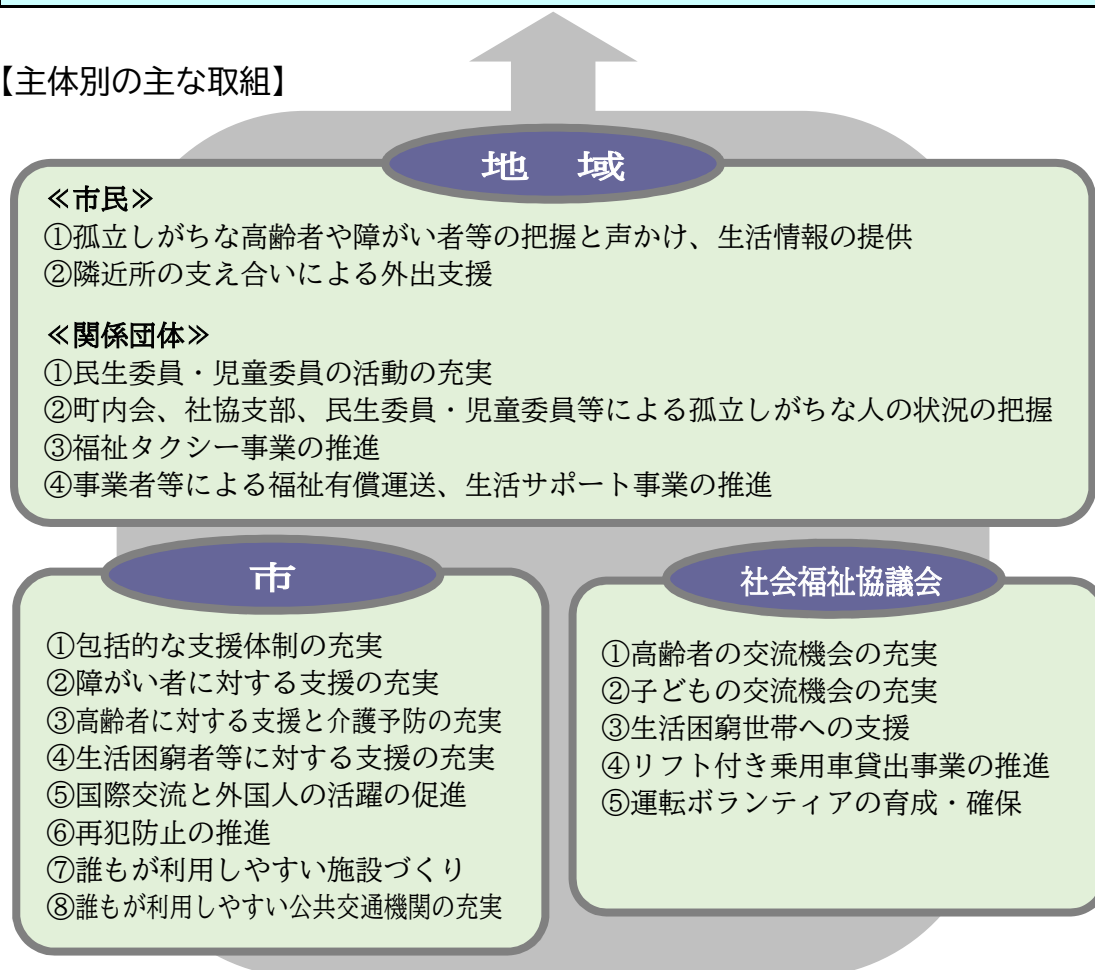 【主体別の主な取組】
地 域
≪市民≫
①孤立しがちな高齢者や障がい者等の把握と声かけ、生活情報の提供
②隣近所の支え合いによる外出支援
≪関係団体≫
①民生委員・児童委員の活動の充実
②町内会、社協支部、民生委員・児童委員等による孤立しがちな人の状況の把握
③福祉タクシー事業の推進
④事業者等による福祉有償運送、生活サポート事業の推進
市
①包括的な支援体制の充実
②障がい者に対する支援の充実
③高齢者に対する支援と介護予防の充実
④生活困窮者等に対する支援の充実
⑤国際交流と外国人の活躍の促進
⑥再犯防止の推進
⑦誰もが利用しやすい施設づくり
⑧誰もが利用しやすい公共交通機関の充実
社会福祉協議会
①高齢者の交流機会の充実
②子どもの交流機会の充実
③生活困窮世帯への支援
④リフト付き乗用車貸出事業の推進
⑤運転ボランティアの育成・確保